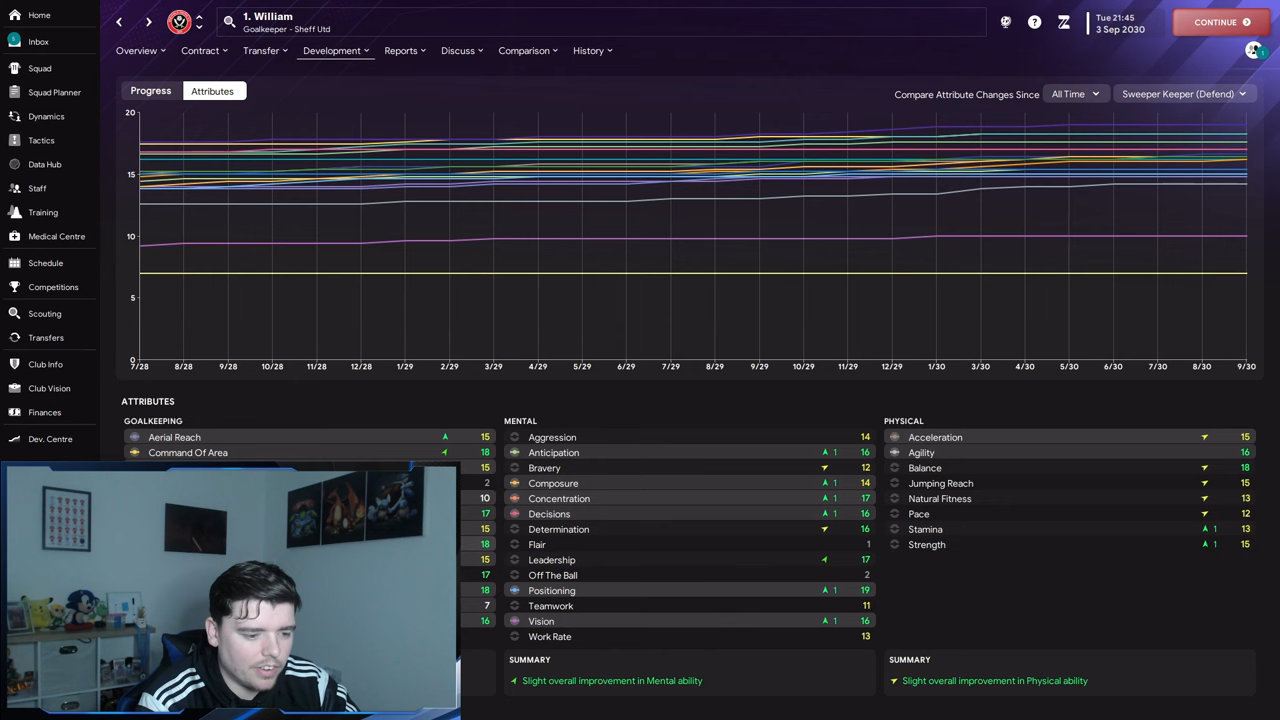 Home
Inbox
Squad
Squad Planner
Dynamics
Tactics
Data Hub
Staff
Training
Medical Centre
Schedule
Competitions
Scouting
Transfers
Club Info
Club Vision
Finances
Dev. Centre
1. William
Goalkeeper - Sheff Utd
Tue 21:45
3 Sep 2030
CONTINUE
Overview
Contract
Transfer
Development
Reports
Discuss
Comparison
History
1
Progress
Attributes
Compare Attribute Changes Since
All Time
Sweeper Keeper (Defend)
20
15
10
5
0
7/28 8/28 9/28 10/28 11/28 12/28 1/29 2/29 3/29 4/29 5/29 6/29 7/29 8/29 9/29 10/29 11/29 12/29 1/30 3/30 4/30 5/30 7/30 8/30 9/30
ATTRIBUTES
GOALKEEPING
Aerial Reach 15
Command Of Area 18
15
2
10
17
15
18
15
17
18
7
16
MENTAL
Aggression 14
Anticipation 1 16
Bravery 12
Composure 1 14
Concentration 1 17
Decisions 1 16
Determination 16
Flair 1
Leadership 17
Off The Ball 2
Positioning 1 19
Teamwork 11
Vision 1 16
Work Rate 13
SUMMARY
Slight overall improvement in Mental ability
PHYSICAL
Acceleration 15
Agility 16
Balance 18
Jumping Reach 15
Natural Fitness 13
Pace 12
Stamina 1 13
Strength 1 15
SUMMARY
Slight overall improvement in Physical ability